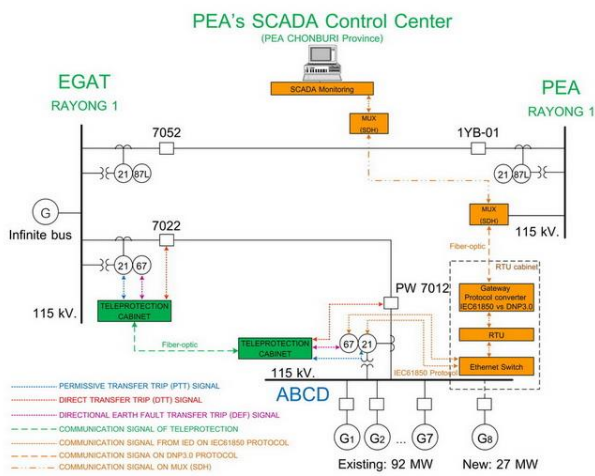 PEA's SCADA Control Center
(PEA CHONBURI Province)
SCADA Monitoring
MUX
(SDH)
EGAT
RAYONG 1
PEA
RAYONG 1
7052
1YB-01
21
87L
21
87L
G
Infinite bus
MUX
(SDH)
115 kV.
7022
Fiber-optic
RTU cabinet
21
67
Gateway
Protocol converter
IEC61850 vs DNP3.0
PW 7012
TELEPROTECTION
CABINET
115 kV.
RTU
Fiber-optic
TELEPROTECTION
CABINET
67
21
Ethernet Switch
IEC61850 Protocol
115 kV.
ABCD
PERMISSIVE TRANSFER TRIP (PTT) SIGNAL
DIRECT TRANSFER TRIP (DTT) SIGNAL
DIRECTIONAL EARTH FAULT TRANSFER TRIP (DEF) SIGNAL
COMMUNICATION SIGNAL OF TELEPROTECTION
COMMUNICATION SIGNAL FROM IED ON IEC61850 PROTOCOL
COMMUNICATION SIGNA ON DNP3.0 PROTOCOL
COMMUNICATION SIGNAL ON MUX (SDH)
G1
G2
...
G7
G8
Existing: 92 MW
New: 27 MW